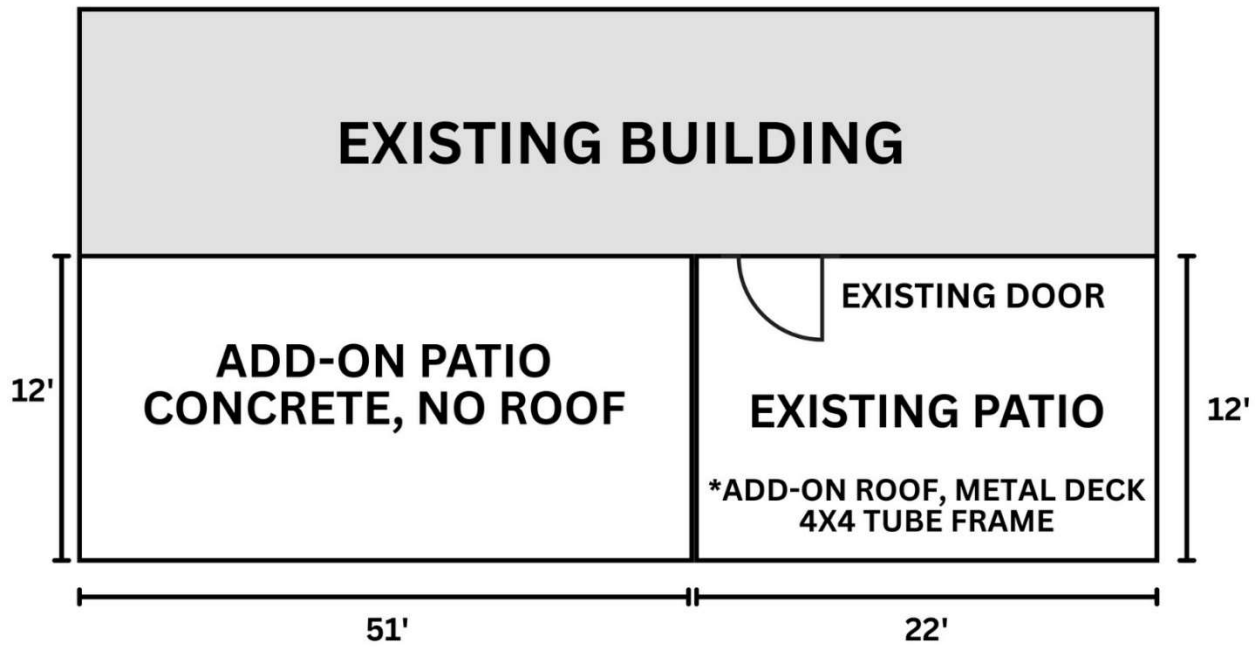 EXISTING BUILDING
EXISTING DOOR
ADD-ON PATIO
CONCRETE, NO ROOF
EXISTING PATIO
*ADD-ON ROOF, METAL DECK
4X4 TUBE FRAME
12'
12'
51'
22'